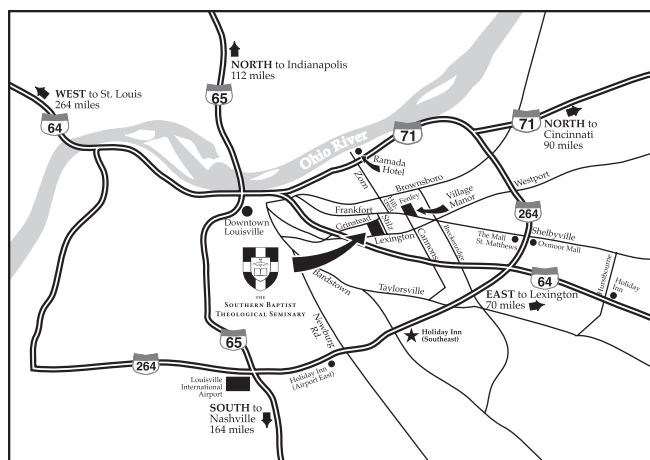 NORTH to Indianapolis
112 miles
65
WEST to St. Louis
264 miles
64
71
NORTH to
Cincinnati
90 miles
Ohio River
71
Ramada
Hotel
Zorn
Brownsboro
Westport
Hillcrest
Fenley
Village
Manor
264
Frankfort
Grinstead
Stilz
Lexington
Cannons
Breckenridge
Shelbyville
The Mall
St. Matthews
Oxmoor Mall
Downtown
Louisville
THE
SOUTHERN BAPTIST
THEOLOGICAL SEMINARY
Bardstown
Taylorsville
64
EAST to Lexington
70 miles
Hurstbourne
Holiday
Inn
Newburg
Rd.
Holiday Inn
(Southeast)
65
264
Louisville
International
Airport
Holiday Inn
(Airport East)
SOUTH to
Nashville
164 miles